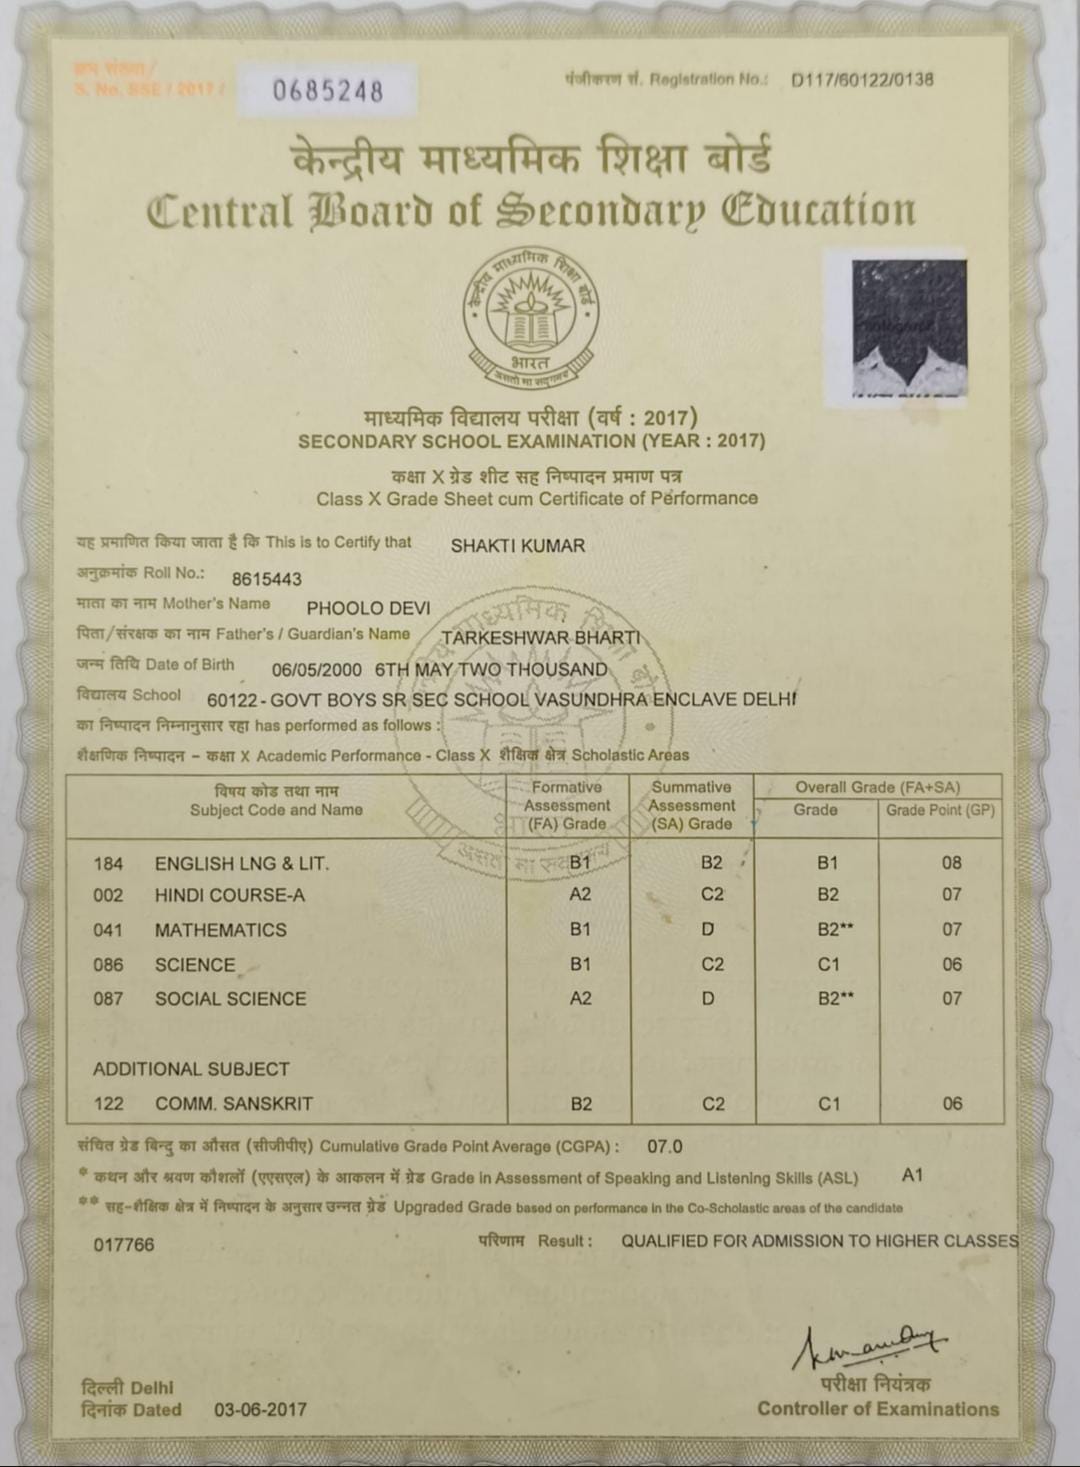 क्रम संख्या/
S. No. SSE / 2017 / 0685248
पंजीकरण सं. Registration No.: D117/60122/0138
केन्द्रीय माध्यमिक शिक्षा बोर्ड
Central Board of Secondary Education
केन्द्रीय माध्यमिक शिक्षा बोर्ड
भारत
असतो मा सद्गमय
माध्यमिक विद्यालय परीक्षा (वर्ष : 2017)
SECONDARY SCHOOL EXAMINATION (YEAR : 2017)
कक्षा X ग्रेड शीट सह निष्पादन प्रमाण पत्र
Class X Grade Sheet cum Certificate of Performance
यह प्रमाणित किया जाता है कि This is to Certify that SHAKTI KUMAR
अनुक्रमांक Roll No.: 8615443
माता का नाम Mother's Name PHOOLO DEVI
पिता/संरक्षक का नाम Father's / Guardian's Name TARKESHWAR BHARTI
जन्म तिथि Date of Birth 06/05/2000 6TH MAY TWO THOUSAND
विद्यालय School 60122 - GOVT BOYS SR SEC SCHOOL VASUNDHRA ENCLAVE DELHI
का निष्पादन निम्नानुसार रहा has performed as follows :
शैक्षणिक निष्पादन – कक्षा X Academic Performance - Class X शैक्षिक क्षेत्र Scholastic Areas
विषय कोड तथा नाम
Subject Code and Name
Formative Assessment (FA) Grade
Summative Assessment (SA) Grade
Overall Grade (FA+SA)
Grade
Grade Point (GP)
184 ENGLISH LNG & LIT. B1 B2 B1 08
002 HINDI COURSE-A A2 C2 B2 07
041 MATHEMATICS B1 D B2** 07
086 SCIENCE B1 C2 C1 06
087 SOCIAL SCIENCE A2 D B2** 07
ADDITIONAL SUBJECT
122 COMM. SANSKRIT B2 C2 C1 06
संचित ग्रेड बिन्दु का औसत (सीजीपीए) Cumulative Grade Point Average (CGPA) : 07.0
* कथन और श्रवण कौशलों (एएसएल) के आकलन में ग्रेड Grade in Assessment of Speaking and Listening Skills (ASL) A1
** सह-शैक्षिक क्षेत्र में निष्पादन के अनुसार उन्नत ग्रेड Upgraded Grade based on performance in the Co-Scholastic areas of the candidate
017766
परिणाम Result : QUALIFIED FOR ADMISSION TO HIGHER CLASSES
दिल्ली Delhi
दिनांक Dated 03-06-2017
परीक्षा नियंत्रक
Controller of Examinations